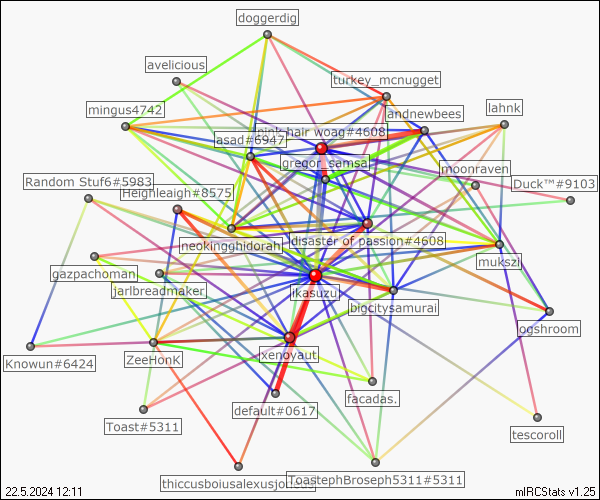 doggerdig
avelicious
turkey_mcnugget
mingus4742
andnewbees
lahnk
pink hair woag#4608
asad#6947
gregor_samsa
moonraven
Random Stuf6#5983
Heighleaigh#8575
Duck™#9103
neokingghidorah
disaster of passion#4608
mukszi
gazpachoman
jarlbreadmaker
ikasuzu
bigcitysamurai
ogshroom
xenoyaut
Knowun#6424
ZeeHonK
facadas.
default#0617
Toast#5311
tescoroll
ToastephBroseph5311#5311
22.5.2024 12:11
mIRCStats v1.25